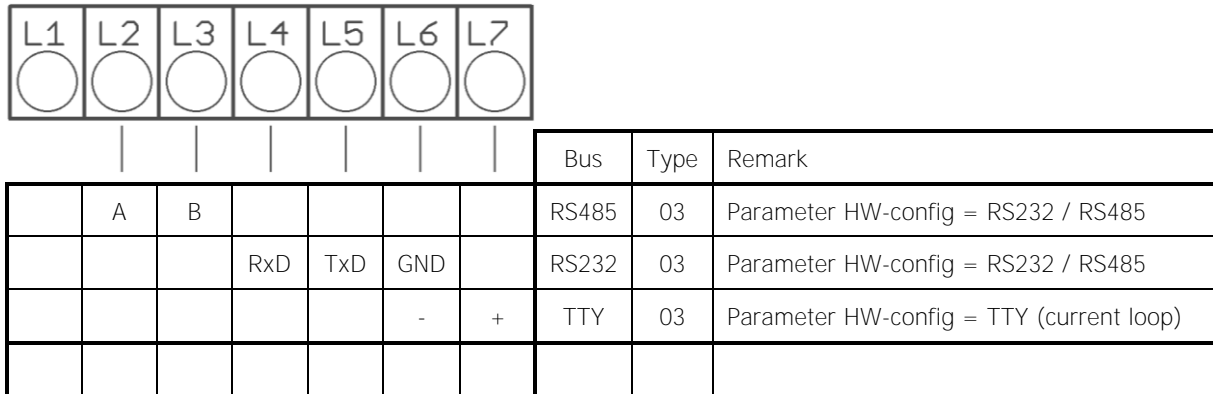 L1 L2 L3 L4 L5 L6 L7
Bus Type Remark
A B RS485 03 Parameter HW-config = RS232 / RS485
RxD TxD GND RS232 03 Parameter HW-config = RS232 / RS485
- + TTY 03 Parameter HW-config = TTY (current loop)